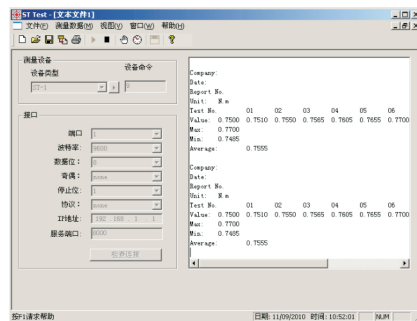 ST Test - [文本文件1]
文件(F) 测量数据(M) 视图(V) 窗口(W) 帮助(H)
测量设备
设备类型 设备命令
ST-1 9
接口
端口 1
波特率: 9600
数据位: 8
奇偶: none
停止位: 1
协议: none
IP地址: 192 . 168 . 1 . 1
服务端口: 8000
检查连接
Company:
Date:
Report No.
Unit: N.m
Test No. 01 02 03 04 05 06
Value: 0.7500 0.7510 0.7550 0.7565 0.7605 0.7655 0.7700
Max: 0.7700
Min.: 0.7485
Average: 0.7555
Company:
Date:
Report No.
Unit: N.m
Test No. 01 02 03 04 05 06
Value: 0.7500 0.7510 0.7550 0.7565 0.7605 0.7655 0.7700
Max: 0.7700
Min.: 0.7485
Average: 0.7555
按F1请求帮助 日期: 11/09/2010 时间: 10:52:01 NUM